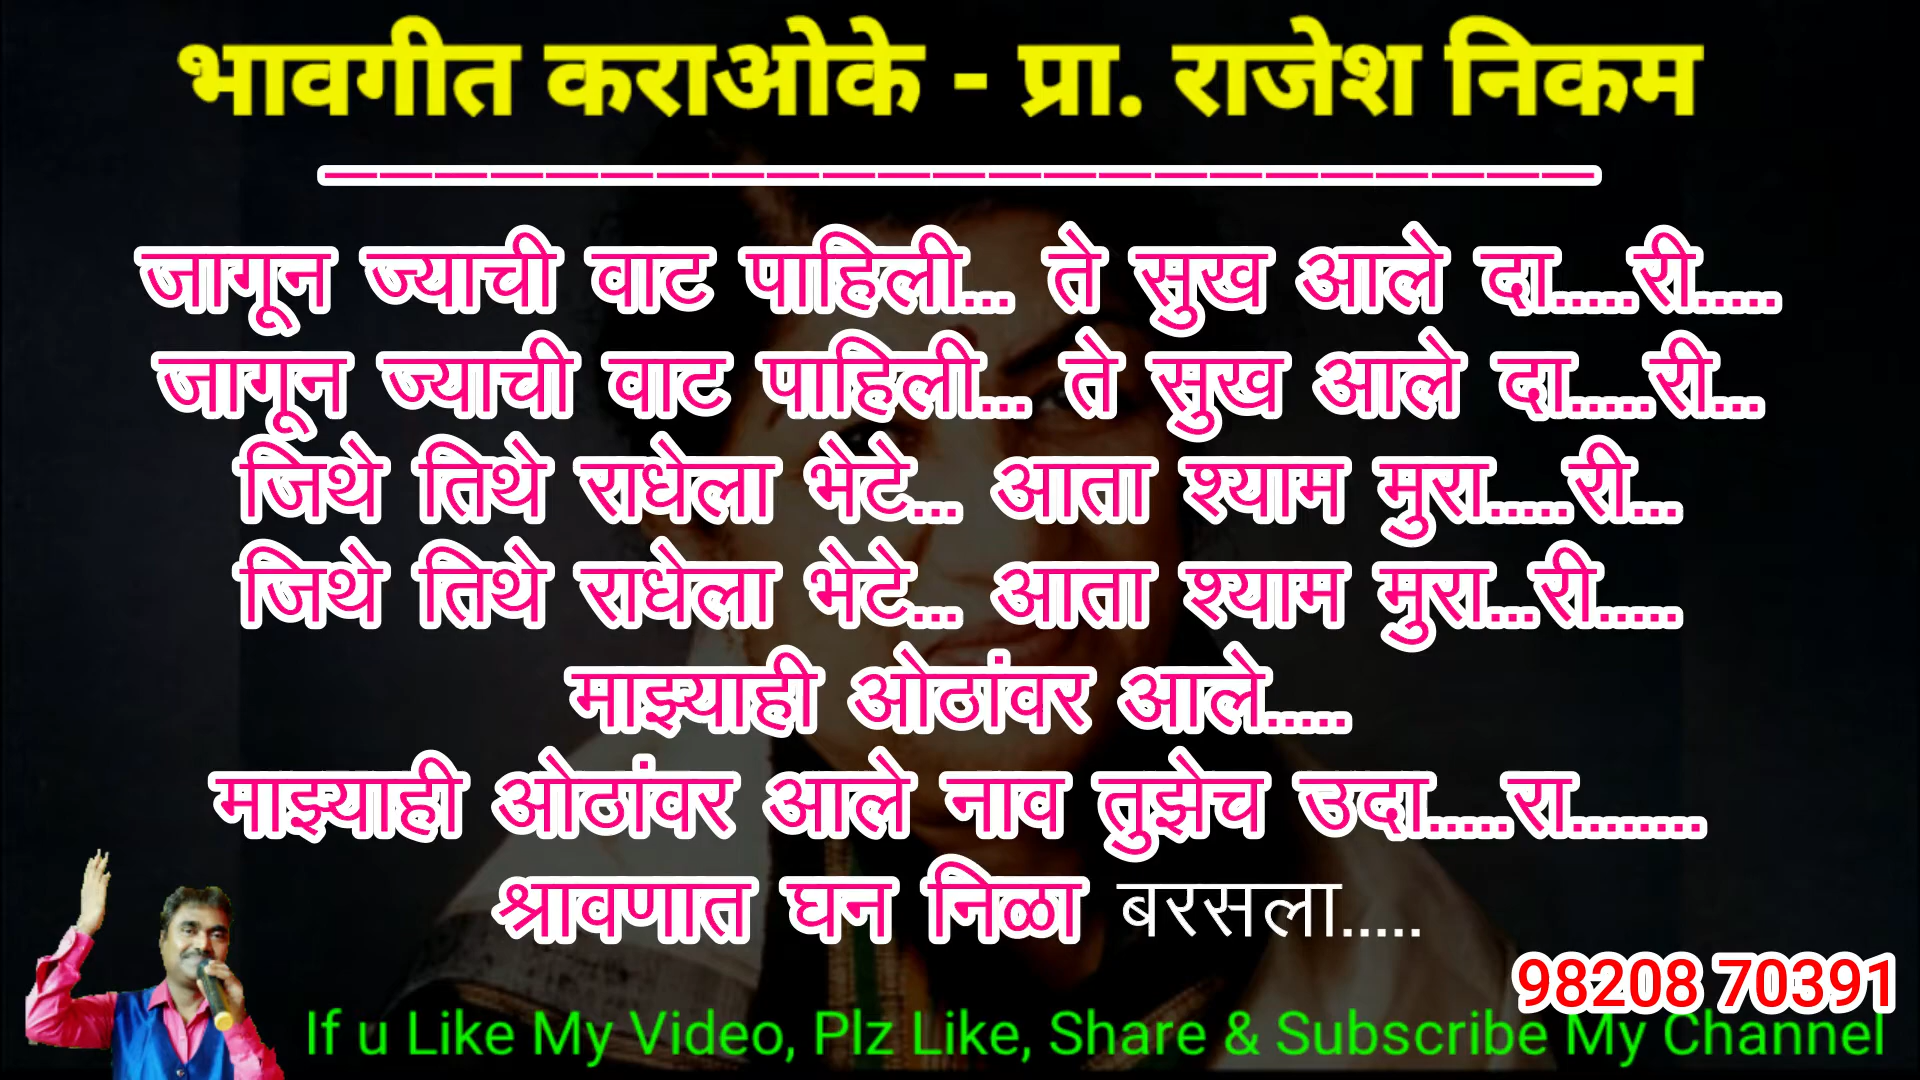 भावगीत कराओके - प्रा. राजेश निकम
जागून ज्याची वाट पाहिली... ते सुख आले दा.....री.....
जागून ज्याची वाट पाहिली... ते सुख आले दा.....री...
जिथे तिथे राधेला भेटे... आता श्याम मुरा.....री...
जिथे तिथे राधेला भेटे... आता श्याम मुरा...री.....
माझ्याही ओठांवर आले.....
माझ्याही ओठांवर आले नाव तुझेच उदा.....रा........
श्रावणात घन निळा बरसला.....
98208 70391
If u Like My Video, Plz Like, Share & Subscribe My Channel